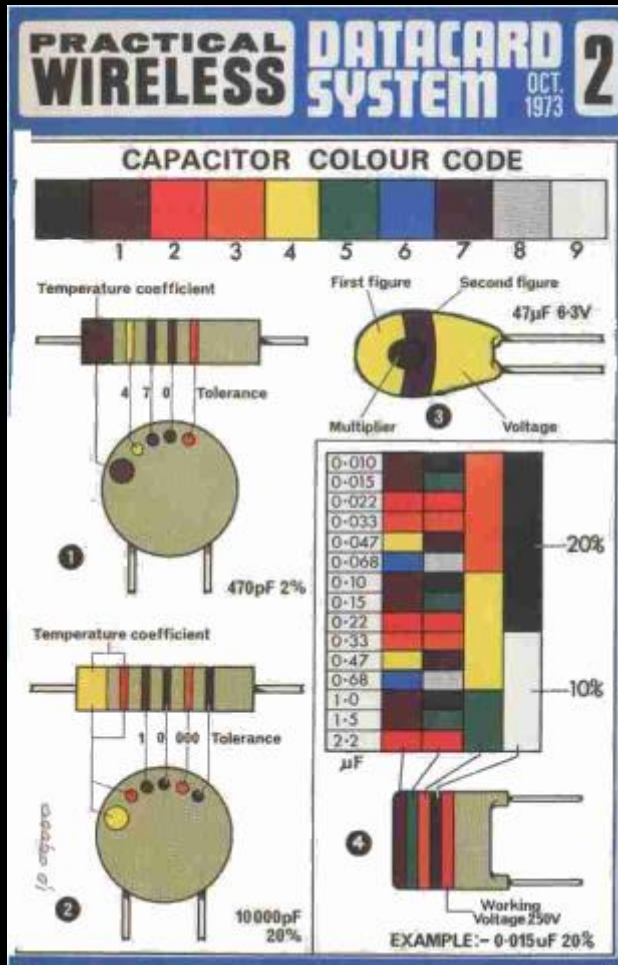 PRACTICAL
WIRELESS
DATACARD
SYSTEM
OCT.
1973
2
CAPACITOR COLOUR CODE
1 2 3 4 5 6 7 8 9
Temperature coefficient
4 7 0 Tolerance
1
470pF 2%
First figure
Second figure
47µF 6·3V
3
Multiplier
Voltage
Temperature coefficient
1 0 000 Tolerance
2
10000pF
20%
0·010
0·015
0·022
0·033
0·047
0·068
0·10
0·15
0·22
0·33
0·47
0·68
1·0
1·5
2·2
µF
20%
10%
4
Working
Voltage 250V
EXAMPLE:- 0·015uF 20%